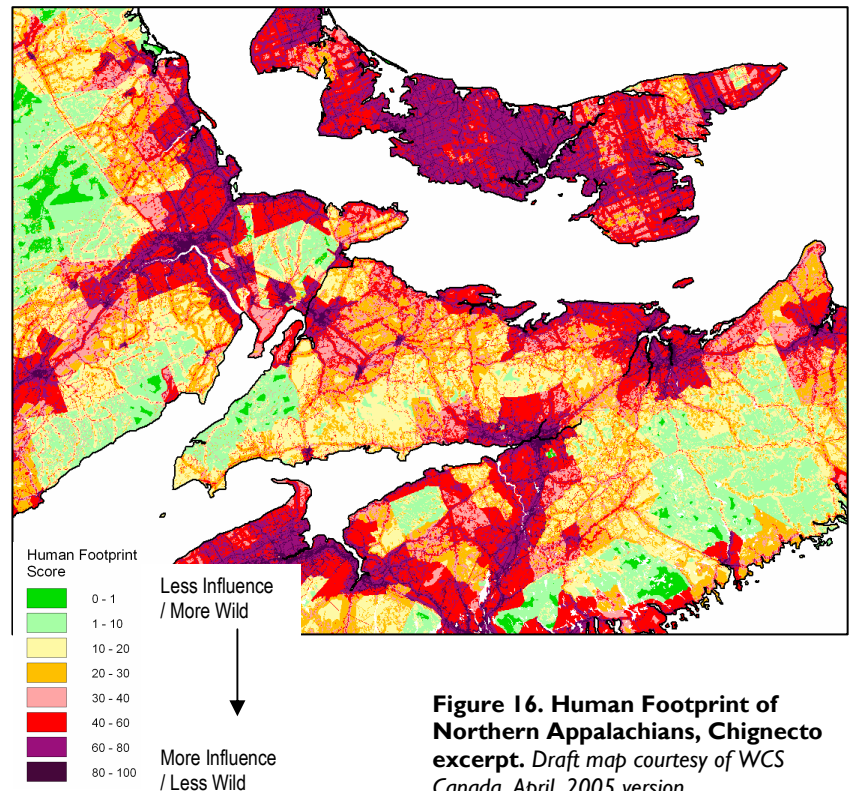 Human Footprint
Score
0 - 1
1 - 10
10 - 20
20 - 30
30 - 40
40 - 60
60 - 80
80 - 100
Less Influence
/ More Wild
More Influence
/ Less Wild
Figure 16. Human Footprint of
Northern Appalachians, Chignecto
excerpt. Draft map courtesy of WCS
Canada, April, 2005 version